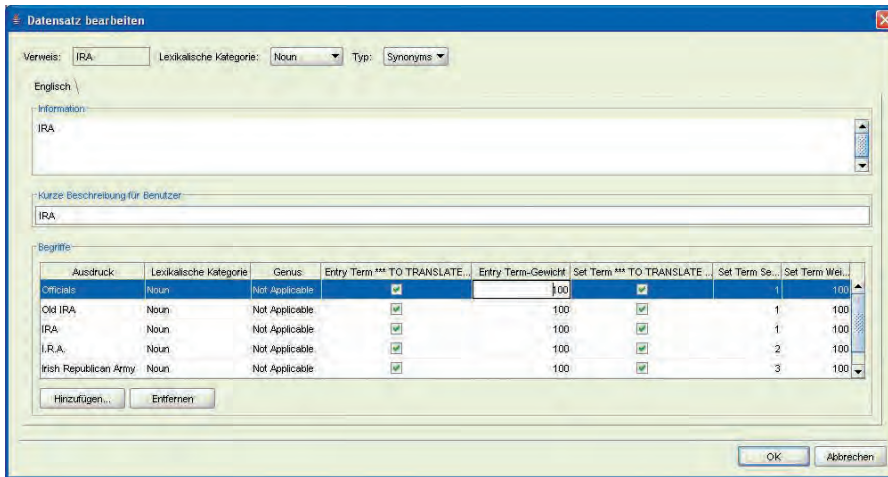 Datensatz bearbeiten
Verweis: IRA Lexikalische Kategorie: Noun Typ: Synonyms
Englisch
Information
IRA
Kurze Beschreibung für Benutzer
IRA
Begriffe
Ausdruck Lexikalische Kategorie Genus Entry Term *** TO TRANSLATE... Entry Term-Gewicht Set Term *** TO TRANSLATE ... Set Term Se... Set Term Wei...
Officials Noun Not Applicable 100 1 100
Old IRA Noun Not Applicable 100 1 100
IRA Noun Not Applicable 100 1 100
I.R.A. Noun Not Applicable 100 2 100
Irish Republican Army Noun Not Applicable 100 3 100
Hinzufügen... Entfernen
OK Abbrechen